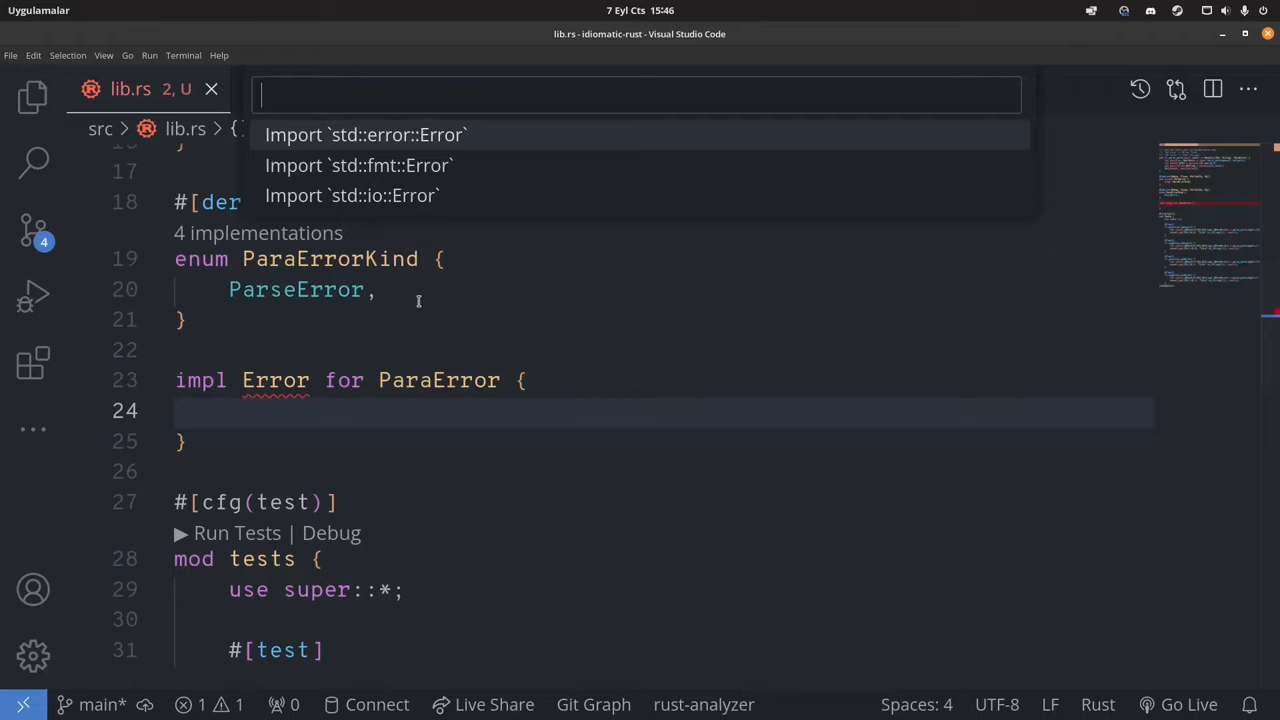 Uygulamalar
7 Eyl Cts 15:46
lib.rs - idiomatic-rust - Visual Studio Code
File Edit Selection View Go Run Terminal Help
lib.rs 2, U
src > lib.rs > {}
Import `std::error::Error`
Import `std::fmt::Error`
Import `std::io::Error`
17
18 #[der
4 implementations
19 enum ParaErrorKind {
20 ParseError,
21 }
22
23 impl Error for ParaError {
24
25 }
26
27 #[cfg(test)]
▶ Run Tests | Debug
28 mod tests {
29 use super::*;
30
31 #[test]
4
main* 1 1 0 Connect Live Share Git Graph rust-analyzer Spaces: 4 UTF-8 LF Rust Go Live